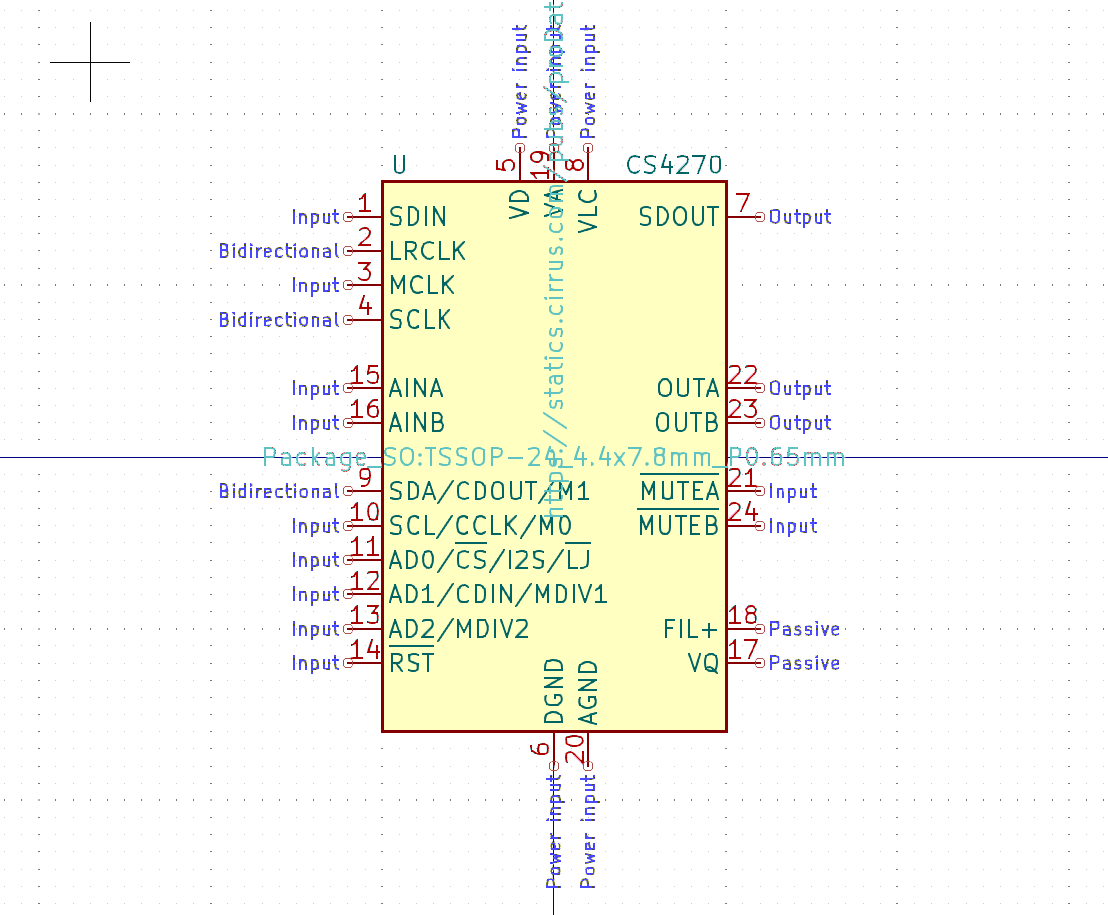 Power input
Power input
Power input
5
19
8
U
CS4270
VD
VA
VLC
https://statics.cirrus.com/pubs/proDat
Input 1 SDIN
SDOUT 7 Output
Bidirectional 2 LRCLK
Input 3 MCLK
Bidirectional 4 SCLK
Input 15 AINA
OUTA 22 Output
Input 16 AINB
OUTB 23 Output
Package_SO:TSSOP-24_4.4x7.8mm_P0.65mm
Bidirectional 9 SDA/CDOUT/M1
MUTEA 21 Input
Input 10 SCL/CCLK/M0
MUTEB 24 Input
Input 11 AD0/CS/I2S/LJ
Input 12 AD1/CDIN/MDIV1
Input 13 AD2/MDIV2
FIL+ 18 Passive
Input 14 RST
VQ 17 Passive
DGND
AGND
6
20
Power input
Power input